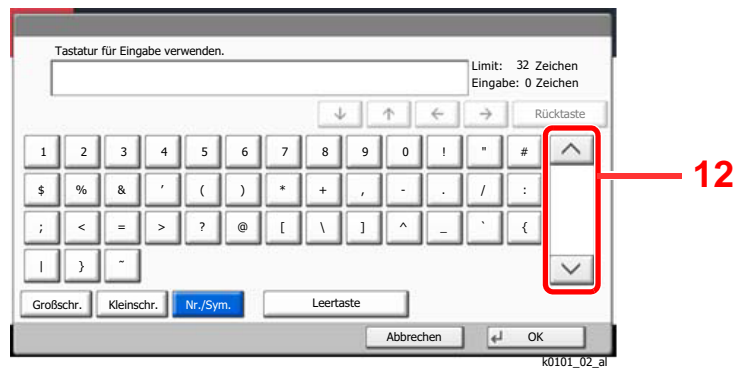 Tastatur für Eingabe verwenden.
Limit: 32 Zeichen
Eingabe: 0 Zeichen
Rücktaste
1 2 3 4 5 6 7 8 9 0 ! " #
$ % & ' ( ) * + , - . / :
12
; < = > ? @ [ \ ] ^ _ ` {
| } ~
Großschr. Kleinschr. Nr./Sym. Leertaste
Abbrechen OK
k0101_02_al